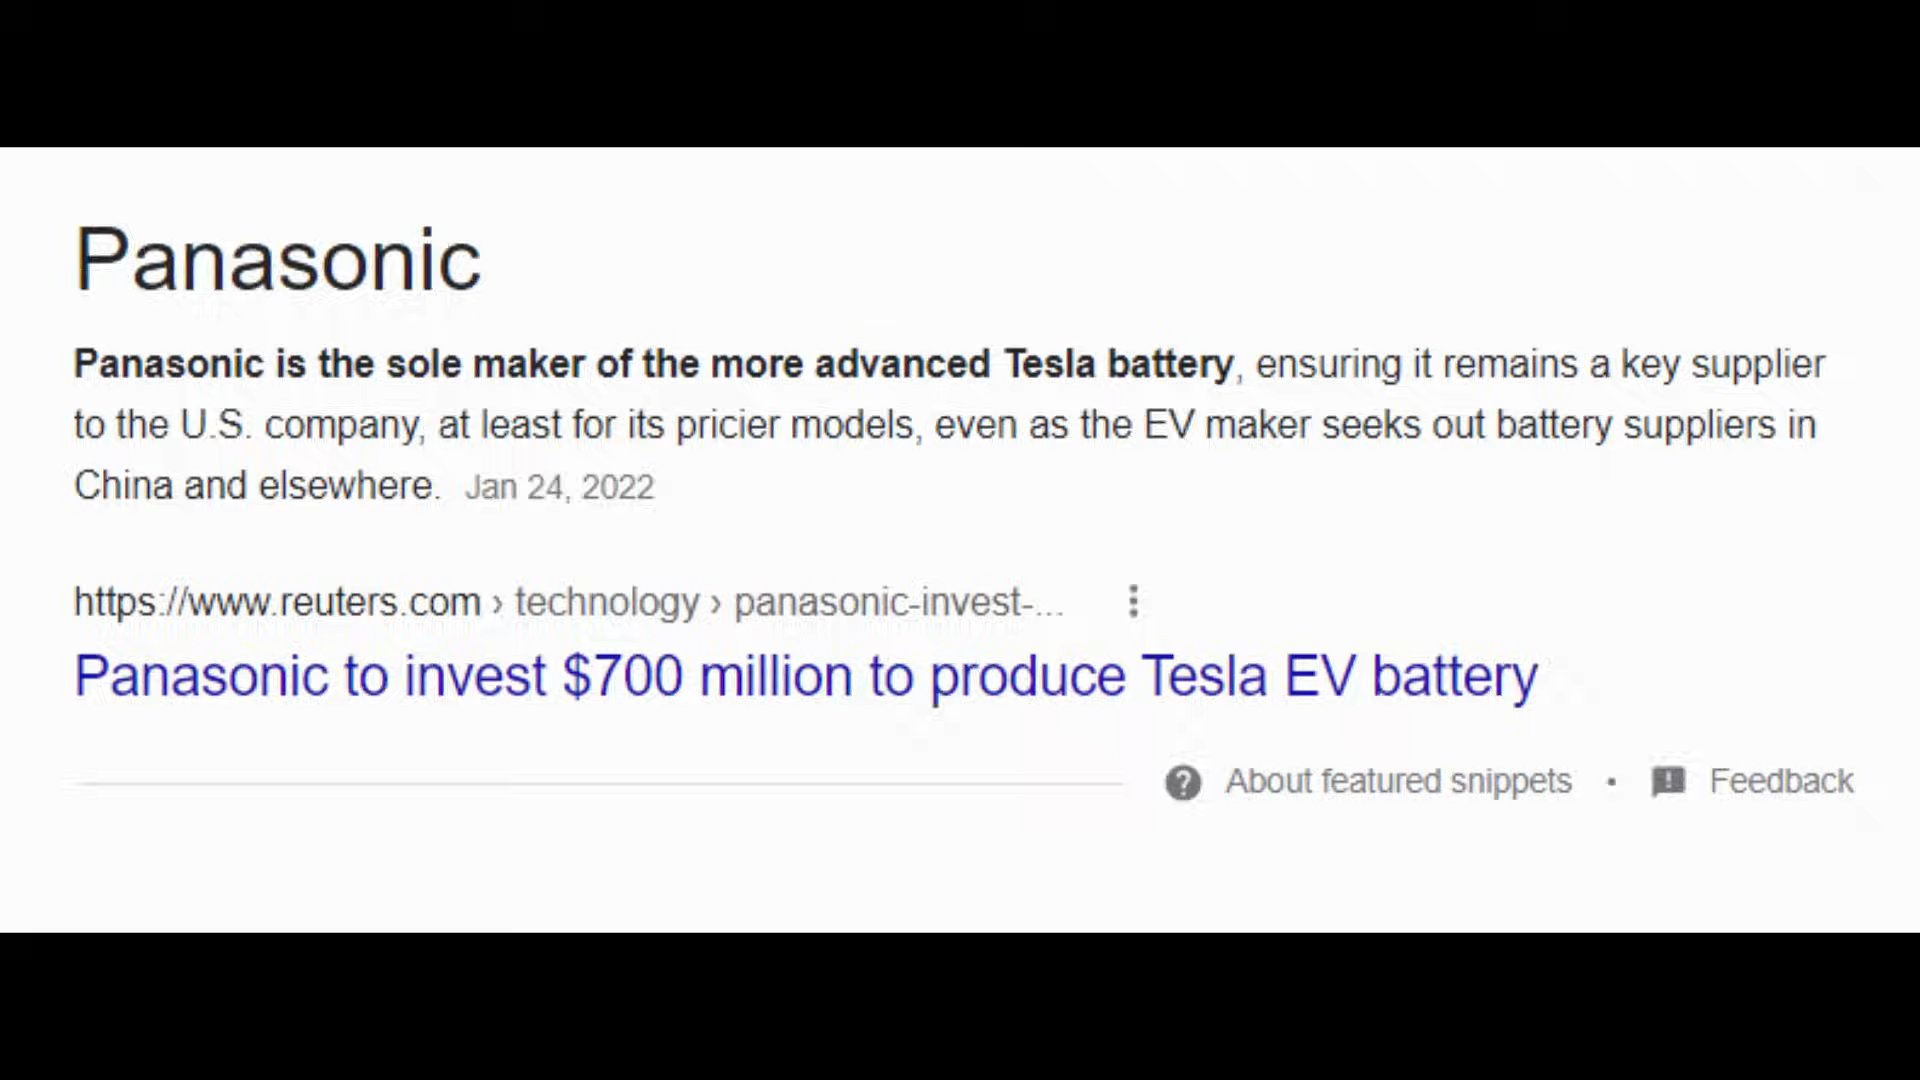 Panasonic
Panasonic is the sole maker of the more advanced Tesla battery, ensuring it remains a key supplier
to the U.S. company, at least for its pricier models, even as the EV maker seeks out battery suppliers in
China and elsewhere. Jan 24, 2022
https://www.reuters.com › technology › panasonic-invest-...
Panasonic to invest $700 million to produce Tesla EV battery
About featured snippets • Feedback